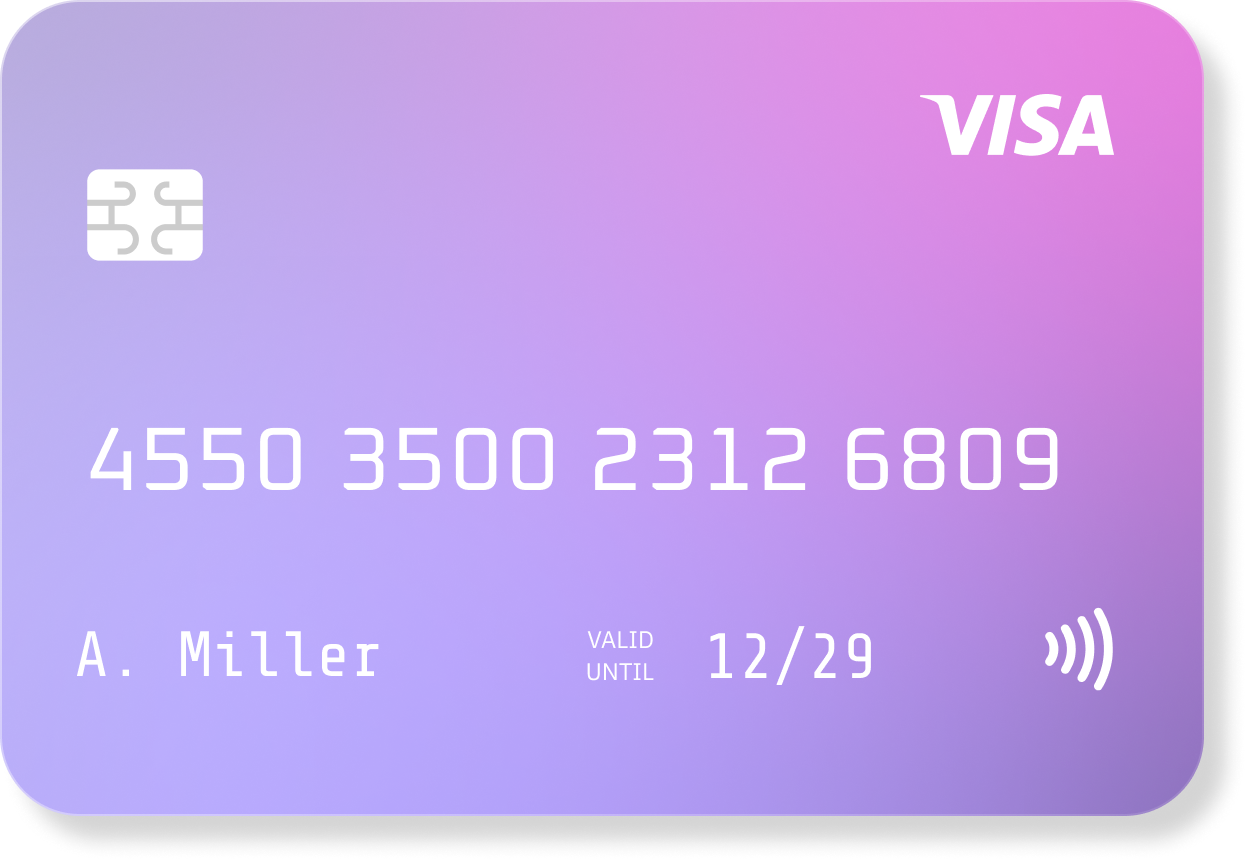 VISA
4550 3500 2312 6809
A. Miller
VALID
UNTIL
12/29